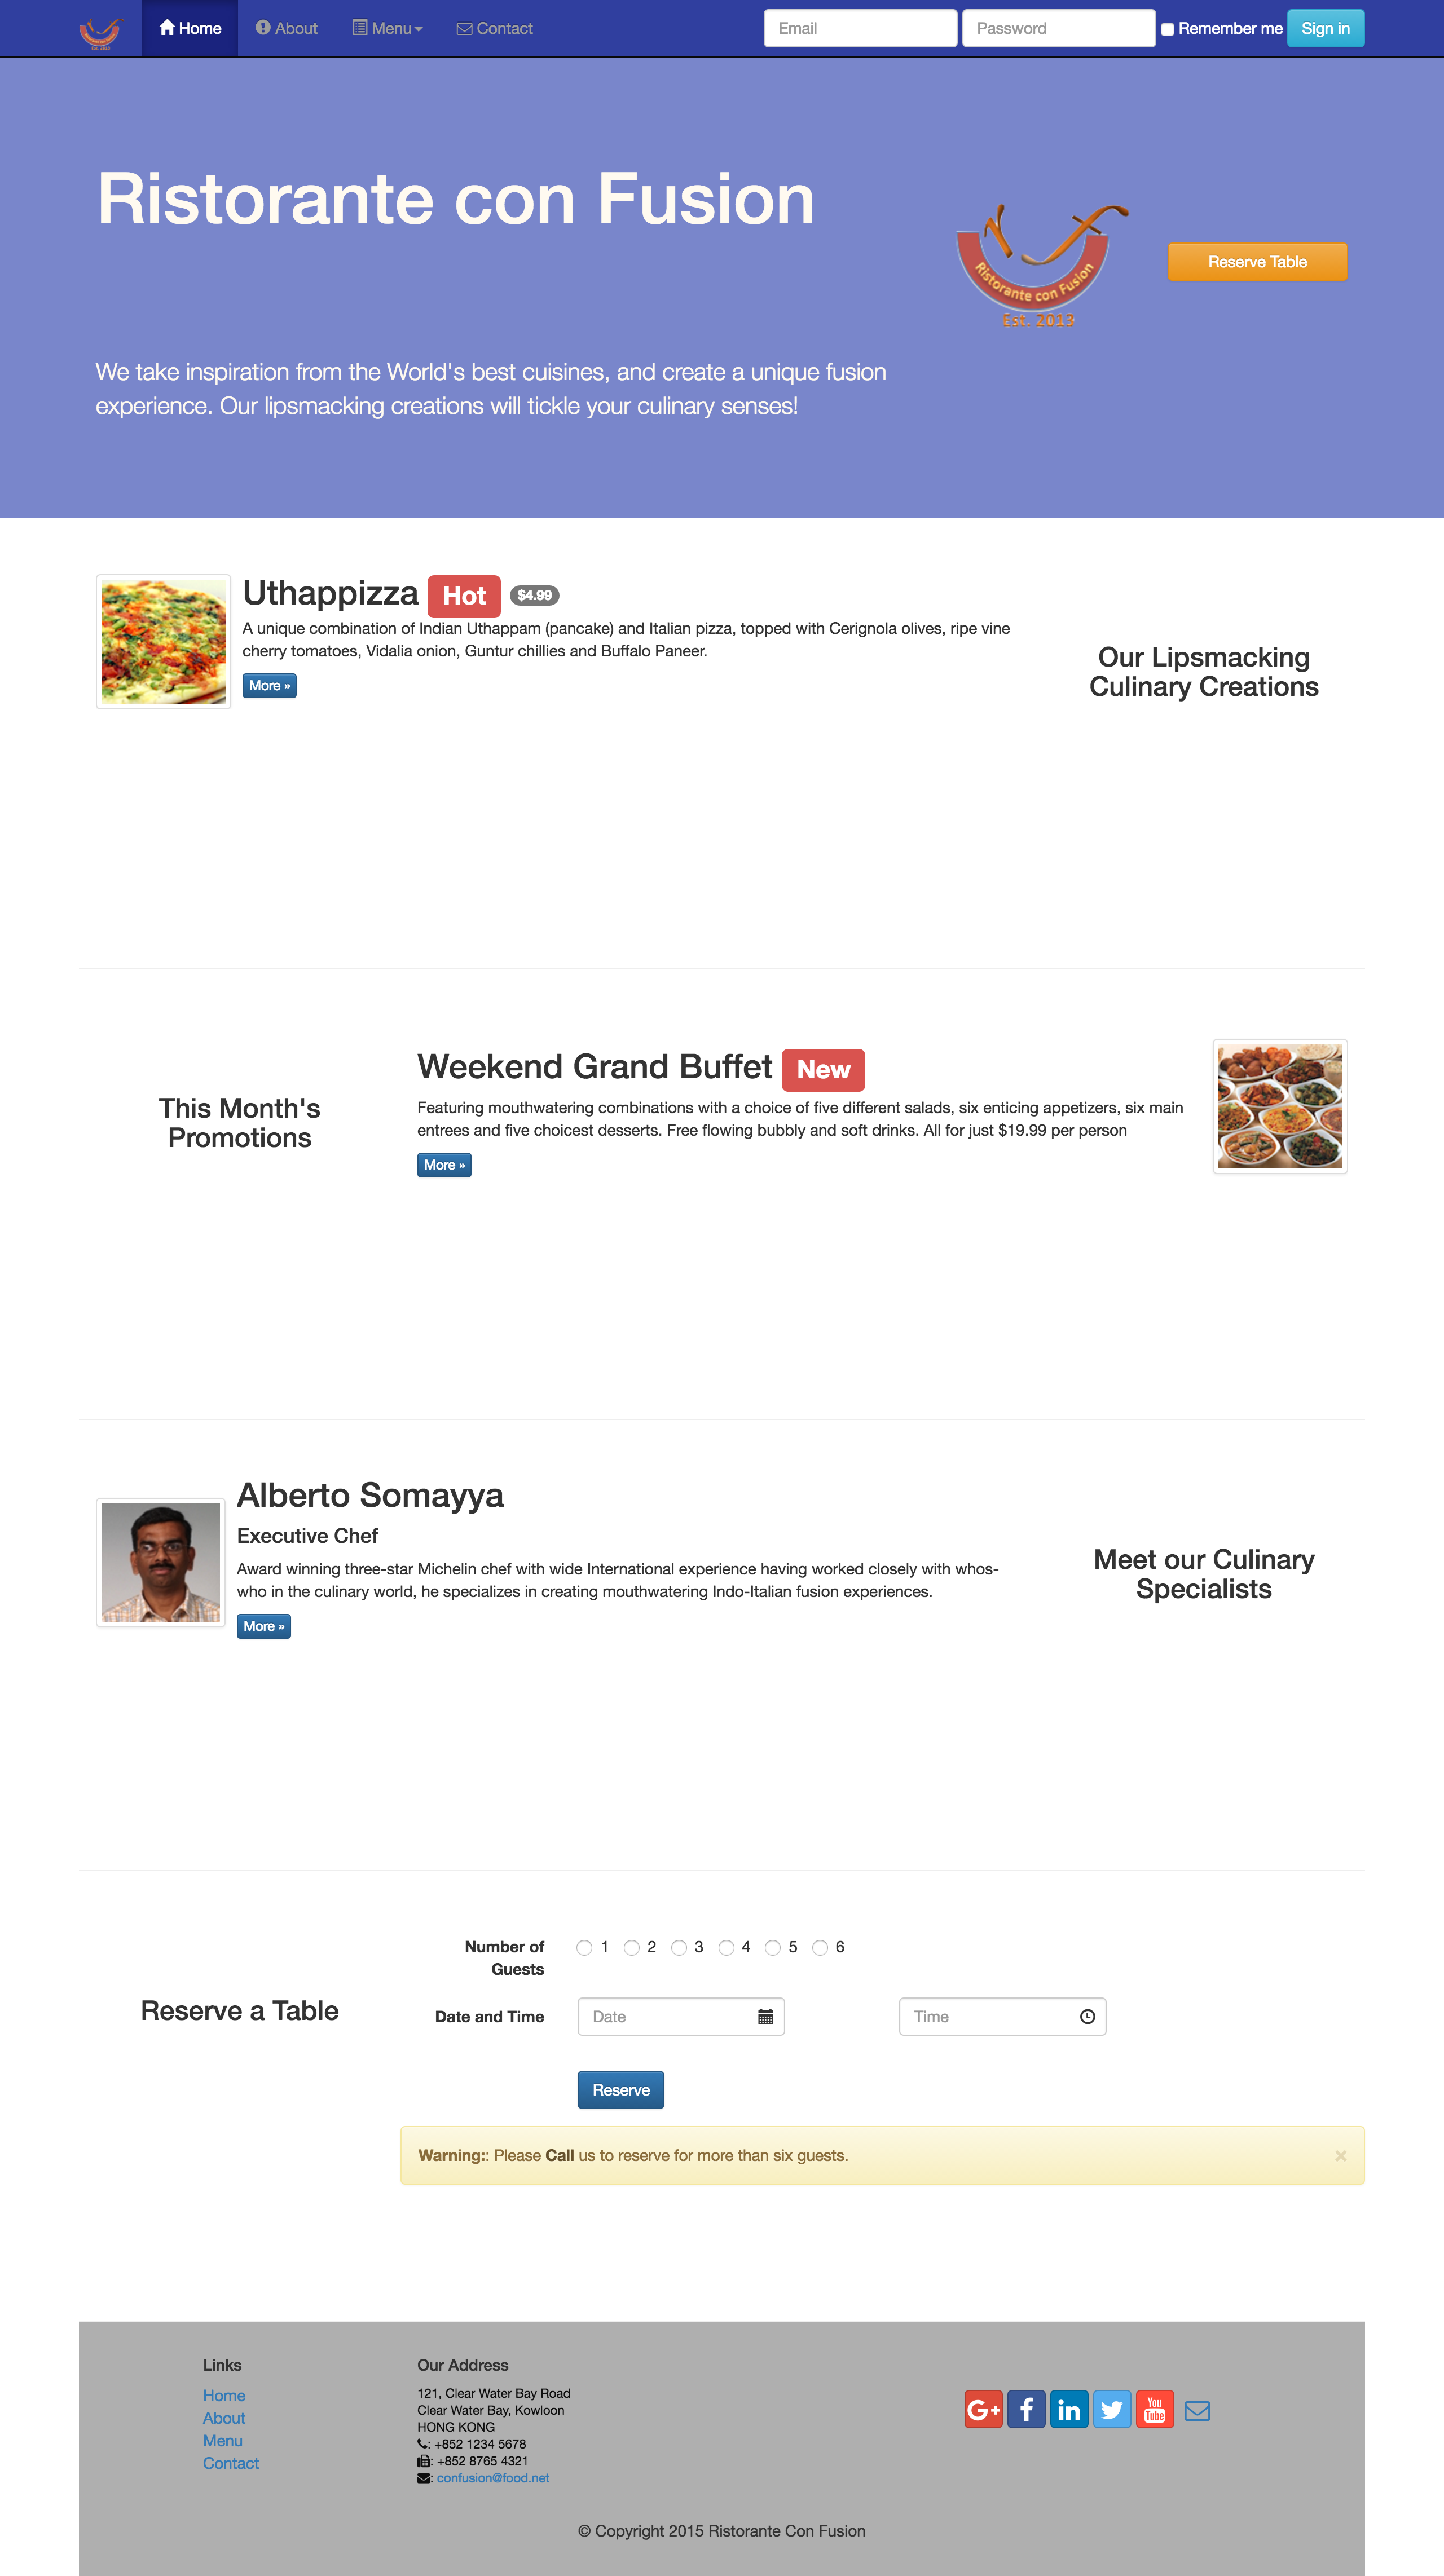 Home
About
Menu
Contact
Email
Password
Remember me
Sign in
Ristorante con Fusion
Ristorante con Fusion
Est. 2013
Reserve Table
We take inspiration from the World's best cuisines, and create a unique fusion
experience. Our lipsmacking creations will tickle your culinary senses!
Uthappizza Hot $4.99
A unique combination of Indian Uthappam (pancake) and Italian pizza, topped with Cerignola olives, ripe vine
cherry tomatoes, Vidalia onion, Guntur chillies and Buffalo Paneer.
More »
Our Lipsmacking
Culinary Creations
This Month's
Promotions
Weekend Grand Buffet New
Featuring mouthwatering combinations with a choice of five different salads, six enticing appetizers, six main
entrees and five choicest desserts. Free flowing bubbly and soft drinks. All for just $19.99 per person
More »
Alberto Somayya
Executive Chef
Award winning three-star Michelin chef with wide International experience having worked closely with whos-
who in the culinary world, he specializes in creating mouthwatering Indo-Italian fusion experiences.
More »
Meet our Culinary
Specialists
Reserve a Table
Number of
Guests
1 2 3 4 5 6
Date and Time
Date
Time
Reserve
Warning:: Please Call us to reserve for more than six guests.
×
Links
Home
About
Menu
Contact
Our Address
121, Clear Water Bay Road
Clear Water Bay, Kowloon
HONG KONG
: +852 1234 5678
: +852 8765 4321
: confusion@food.net
G+ f in You Tube
© Copyright 2015 Ristorante Con Fusion